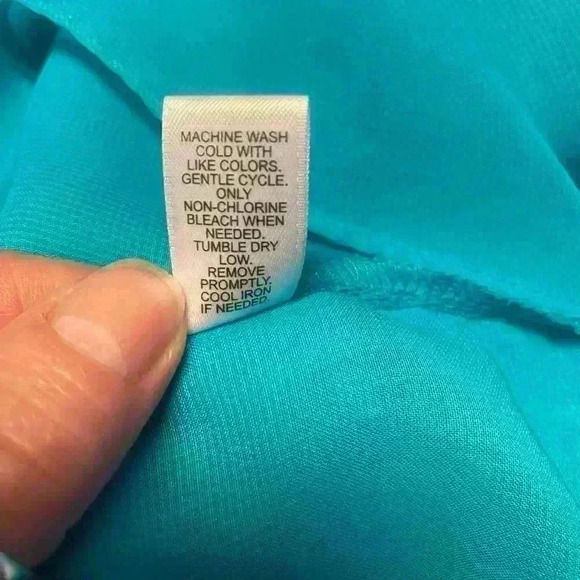 MACHINE WASH
COLD WITH
LIKE COLORS.
GENTLE CYCLE.
ONLY
NON-CHLORINE
BLEACH WHEN
NEEDED.
TUMBLE DRY
LOW.
REMOVE
PROMPTLY.
COOL IRON
IF NEEDED.